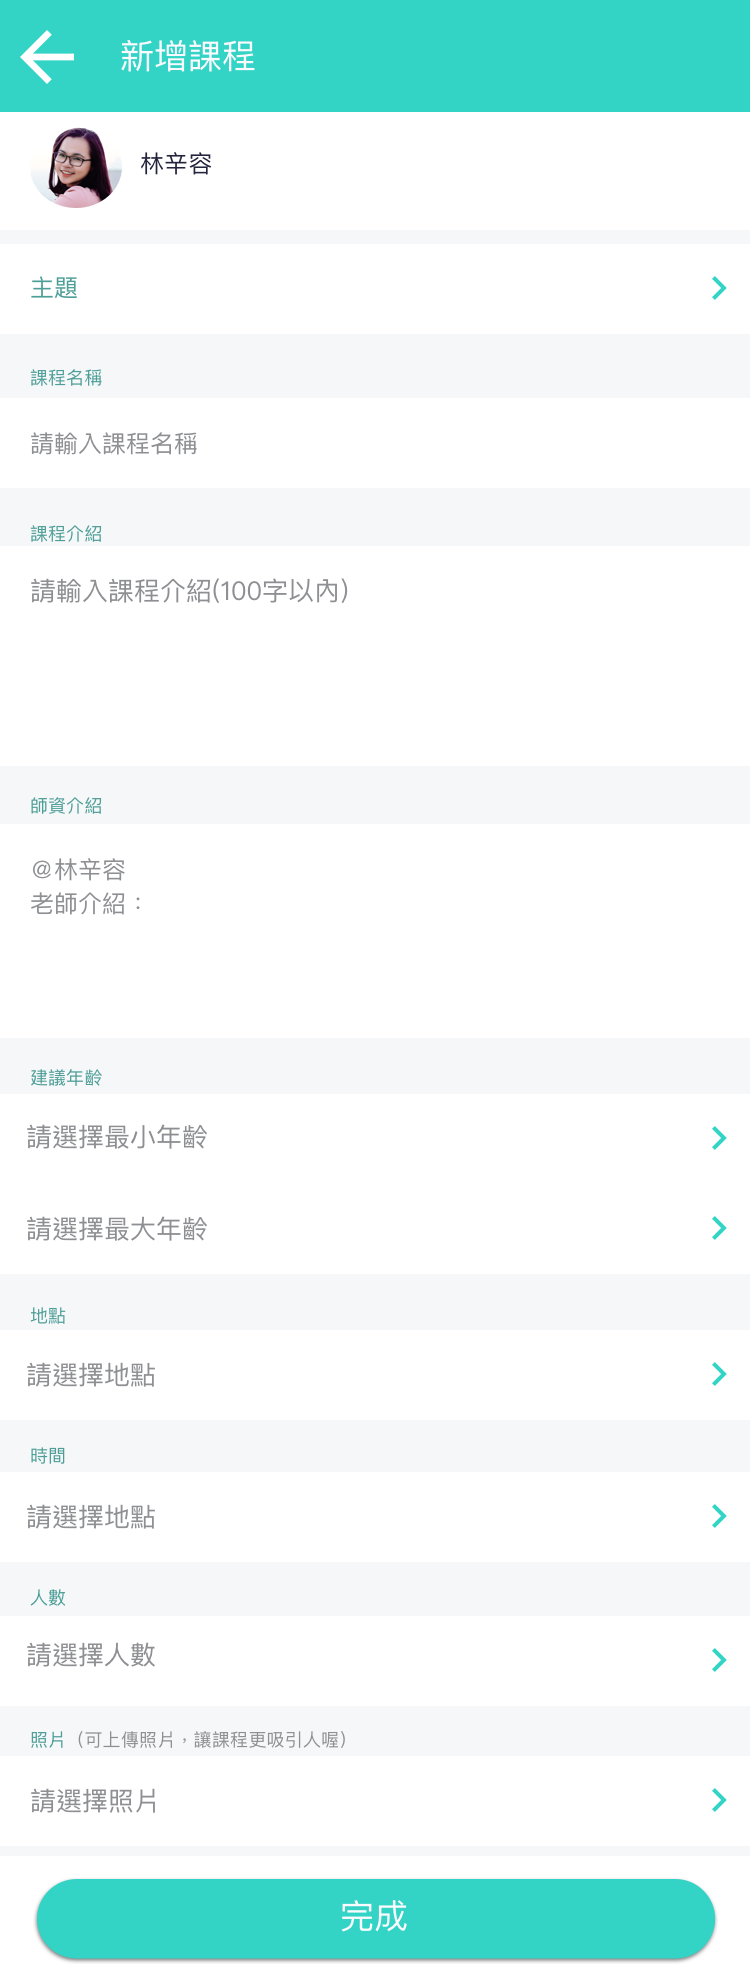 新增課程
林辛容
主題
課程名稱
請輸入課程名稱
課程介紹
請輸入課程介紹(100字以內)
師資介紹
@林辛容
老師介紹：
建議年齡
請選擇最小年齡
請選擇最大年齡
地點
請選擇地點
時間
請選擇地點
人數
請選擇人數
照片（可上傳照片，讓課程更吸引人喔）
請選擇照片
完成